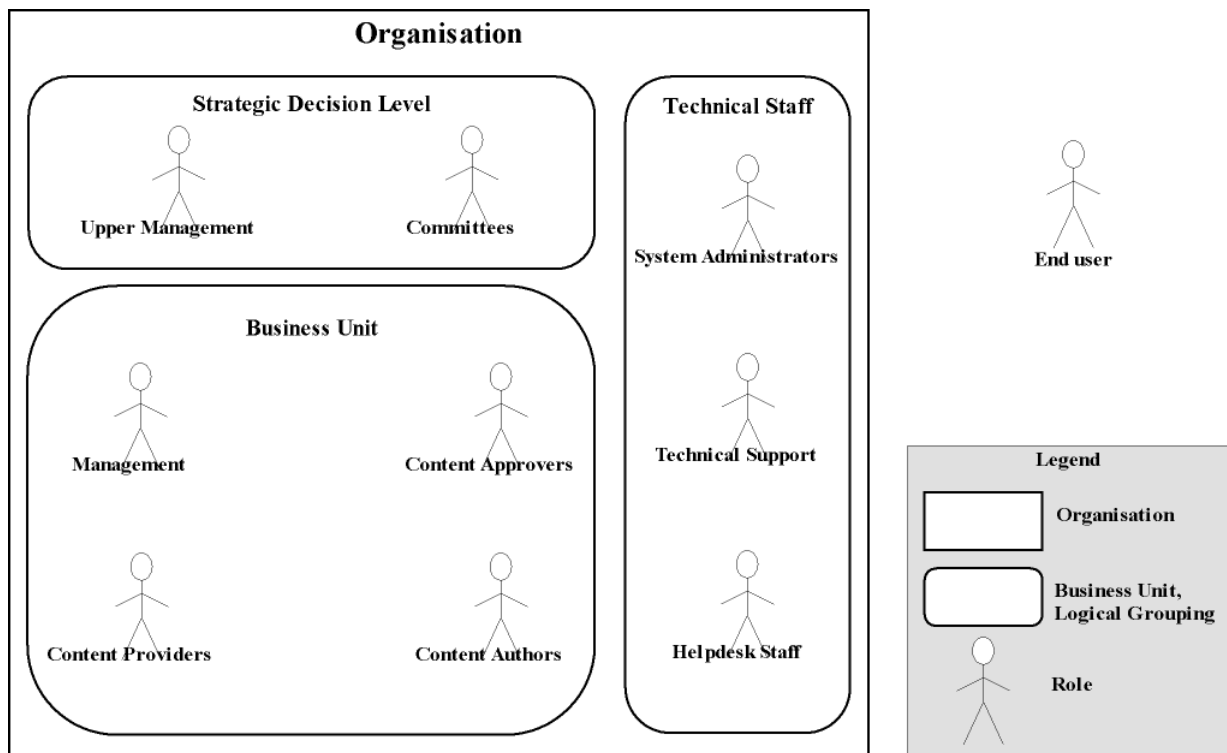 Organisation
Strategic Decision Level
Upper Management
Committees
Technical Staff
System Administrators
Technical Support
Helpdesk Staff
Business Unit
Management
Content Approvers
Content Providers
Content Authors
End user
Legend
Organisation
Business Unit,
Logical Grouping
Role